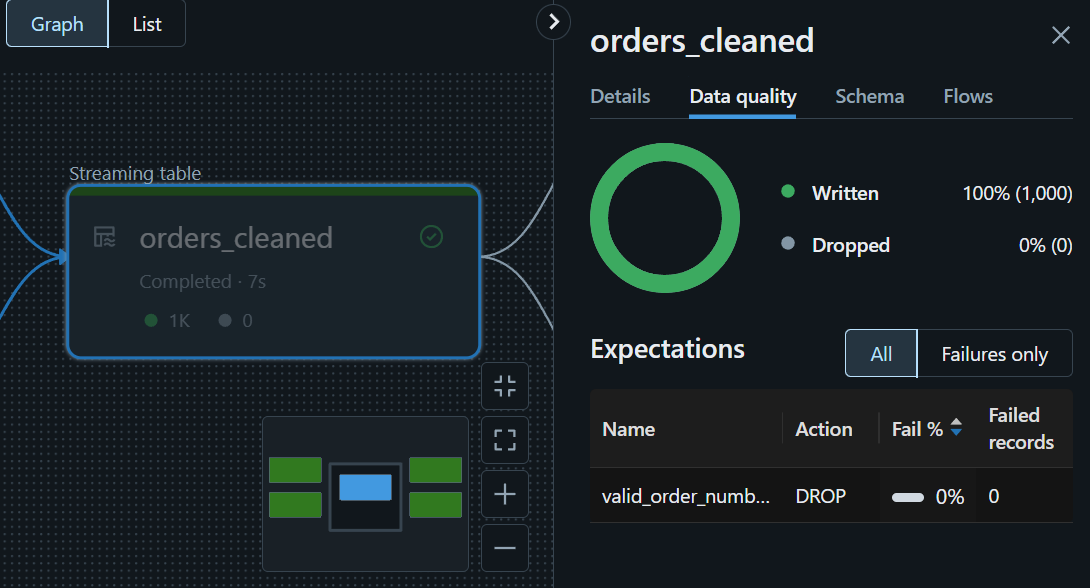 Graph
List
Streaming table
orders_cleaned
Completed · 7s
1K
0
orders_cleaned
Details
Data quality
Schema
Flows
Written
100% (1,000)
Dropped
0% (0)
Expectations
All
Failures only
Name
Action
Fail %
Failed
records
valid_order_numb...
DROP
0%
0